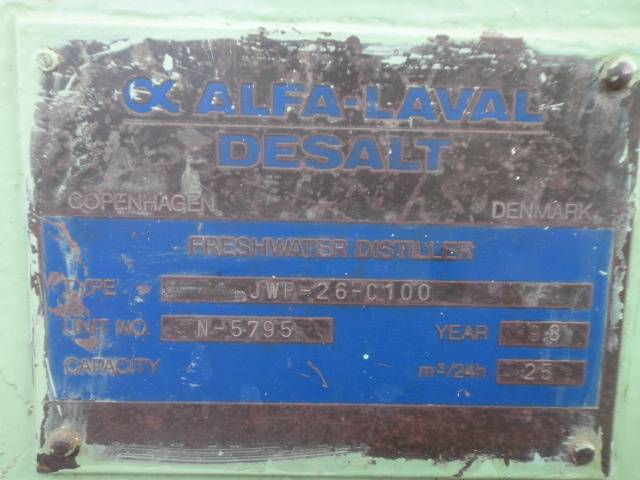 α ALFA-LAVAL
DESALT
COPENHAGEN DENMARK
FRESHWATER DISTILLER
TYPE JWP-26-C100
UNIT NO. N-5795 YEAR 93
CAPACITY m³/24h 25